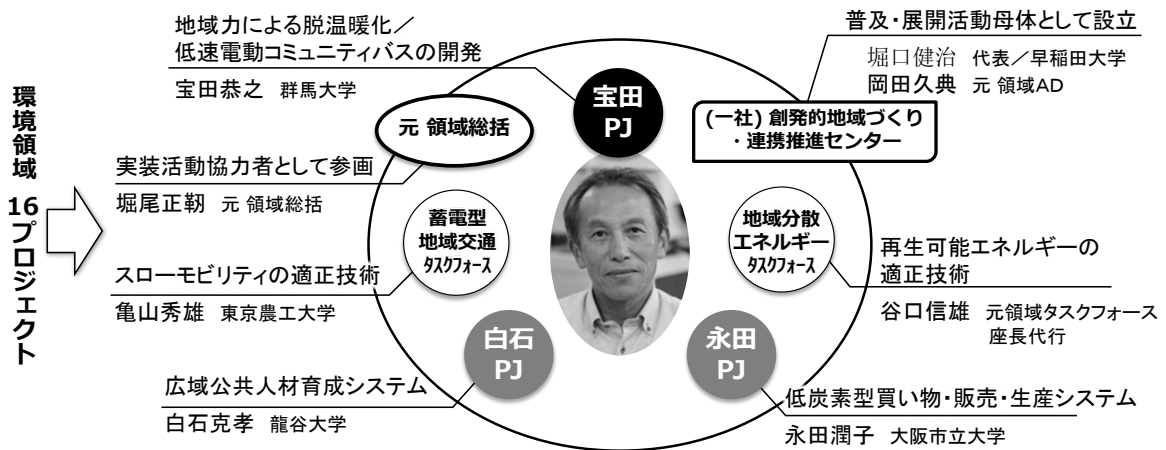 環境領域 16プロジェクト
地域力による脱温暖化／
低速電動コミュニティバスの開発
宝田恭之 群馬大学
宝田
PJ
普及・展開活動母体として設立
堀口健治 代表／早稲田大学
岡田久典 元 領域AD
元 領域総括
(一社) 創発的地域づくり
・連携推進センター
実装活動協力者として参画
堀尾正靱 元 領域総括
蓄電型
地域交通
タスクフォース
地域分散
エネルギー
タスクフォース
スローモビリティの適正技術
亀山秀雄 東京農工大学
再生可能エネルギーの
適正技術
谷口信雄 元領域タスクフォース
座長代行
白石
PJ
永田
PJ
広域公共人材育成システム
白石克孝 龍谷大学
低炭素型買い物・販売・生産システム
永田潤子 大阪市立大学